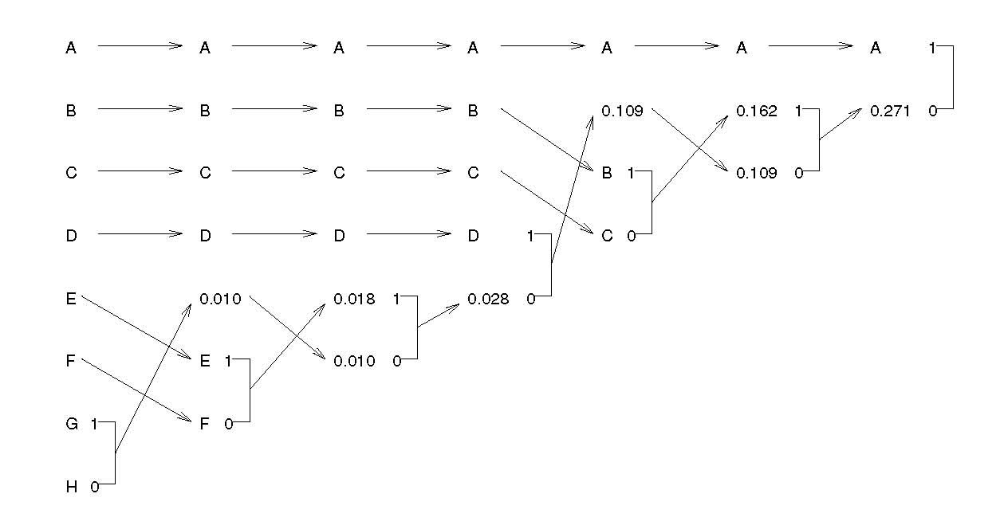 A A A A A A A 1
B B B B 0.109 0.162 1 0.271 0
C C C C B 1 0.109 0
D D D D 1 C 0
E 0.010 0.018 1 0.028 0
F E 1 0.010 0
G 1 F 0
H 0